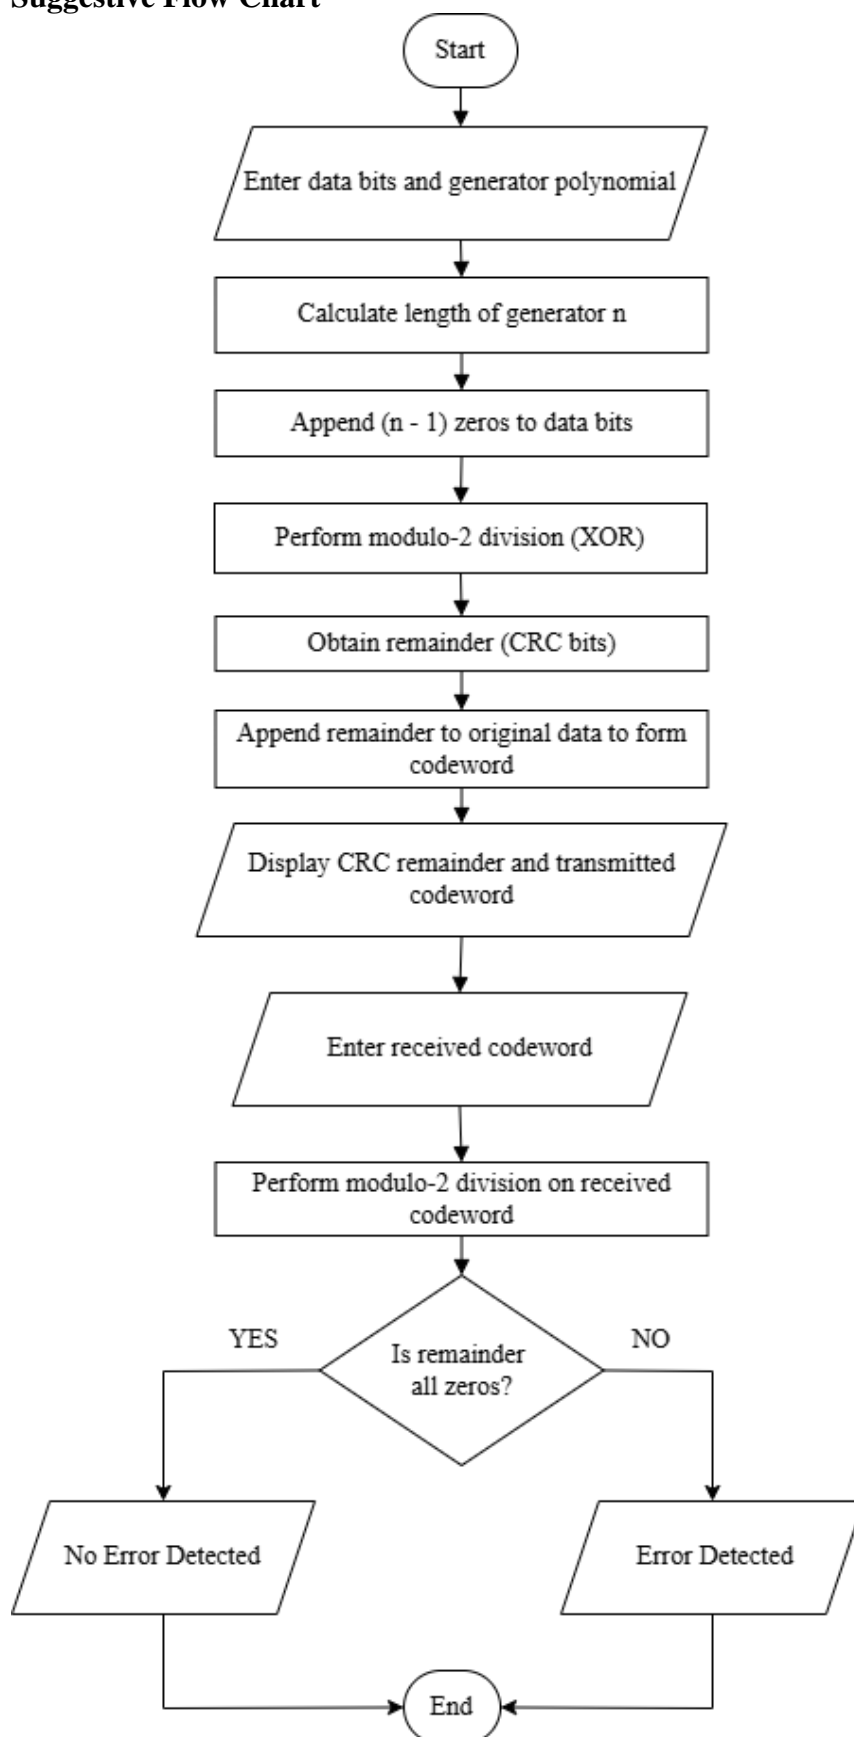 Suggestive Flow Chart
Start
Enter data bits and generator polynomial
Calculate length of generator n
Append (n - 1) zeros to data bits
Perform modulo-2 division (XOR)
Obtain remainder (CRC bits)
Append remainder to original data to form
codeword
Display CRC remainder and transmitted
codeword
Enter received codeword
Perform modulo-2 division on received
codeword
YES
NO
Is remainder
all zeros?
No Error Detected
Error Detected
End